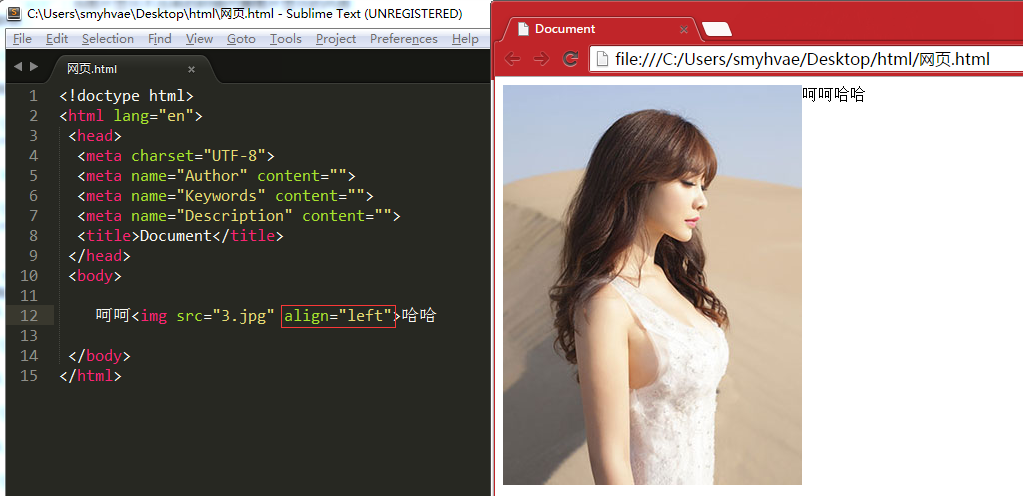 C:\Users\smyhvae\Desktop\html\网页.html - Sublime Text (UNREGISTERED)
File Edit Selection Find View Goto Tools Project Preferences Help
网页.html ×
1 <!doctype html>
2 <html lang="en">
3 <head>
4 <meta charset="UTF-8">
5 <meta name="Author" content="">
6 <meta name="Keywords" content="">
7 <meta name="Description" content="">
8 <title>Document</title>
9 </head>
10 <body>
11
12 呵呵<img src="3.jpg" align="left">哈哈
13
14 </body>
15 </html>
Document ×
file:///C:/Users/smyhvae/Desktop/html/网页.html
呵呵哈哈